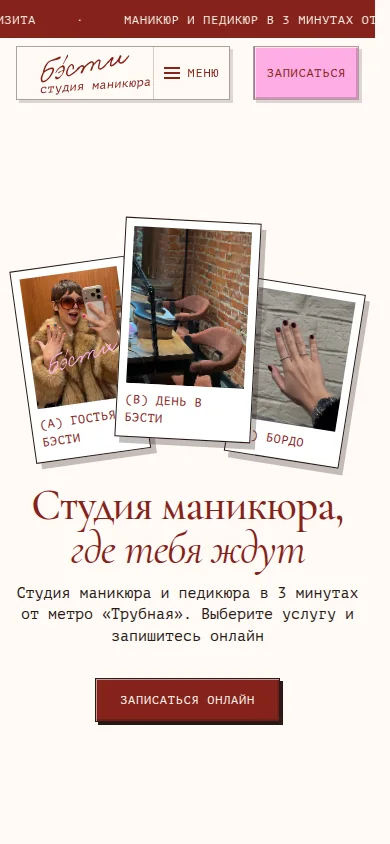 ИЗИТА · МАНИКЮР И ПЕДИКЮР В 3 МИНУТАХ ОТ
бэсти
студия маникюра
МЕНЮ
ЗАПИСАТЬСЯ
бэсти
(А) ГОСТЬЯ
БЭСТИ
(В) ДЕНЬ В
БЭСТИ
) БОРДО
Студия маникюра,
где тебя ждут
Студия маникюра и педикюра в 3 минутах
от метро «Трубная». Выберите услугу и
запишитесь онлайн
ЗАПИСАТЬСЯ ОНЛАЙН